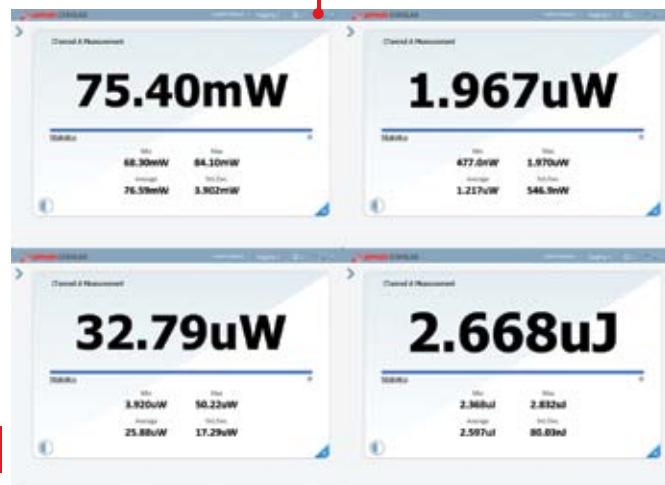 Channel A Measurement
75.40mW
Statistics
Min Max
68.30mW 84.10mW
Average Std.Dev.
76.59mW 3.902mW
Channel A Measurement
1.967uW
Statistics
Min Max
477.0nW 1.970uW
Average Std.Dev.
1.217uW 546.9nW
Channel A Measurement
32.79uW
Statistics
Min Max
3.920uW 50.22uW
Average Std.Dev.
25.88uW 17.29uW
Channel A Measurement
2.668uJ
Statistics
Min Max
2.368uJ 2.832uJ
Average Std.Dev.
2.597uJ 80.03nJ